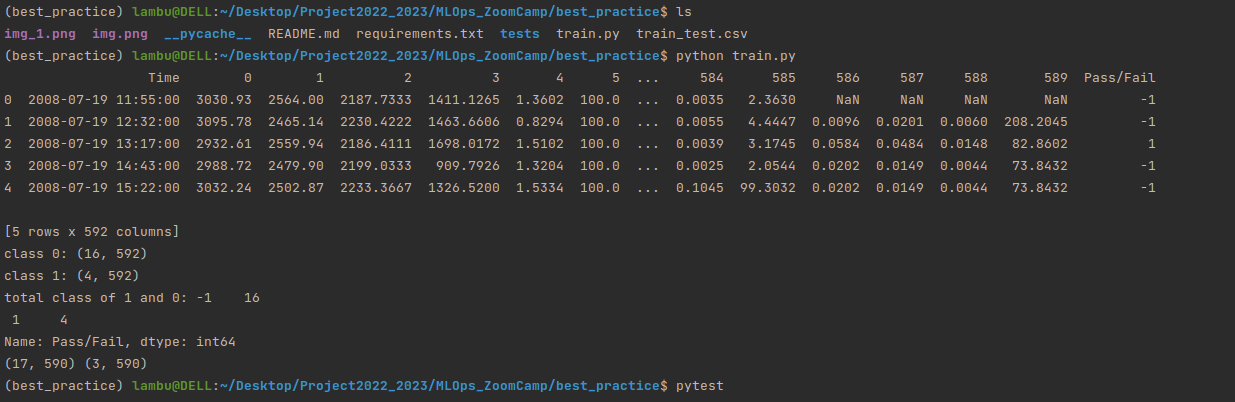 (best_practice) lambu@DELL:~/Desktop/Project2022_2023/MLOps_ZoomCamp/best_practice$ ls
img_1.png  img.png  __pycache__  README.md  requirements.txt  tests  train.py  train_test.csv
(best_practice) lambu@DELL:~/Desktop/Project2022_2023/MLOps_ZoomCamp/best_practice$ python train.py
                  Time        0        1          2          3       4      5  ...     584      585     586     587     588       589  Pass/Fail
0  2008-07-19 11:55:00  3030.93  2564.00  2187.7333  1411.1265  1.3602  100.0  ...  0.0035   2.3630     NaN     NaN     NaN       NaN         -1
1  2008-07-19 12:32:00  3095.78  2465.14  2230.4222  1463.6606  0.8294  100.0  ...  0.0055   4.4447  0.0096  0.0201  0.0060  208.2045         -1
2  2008-07-19 13:17:00  2932.61  2559.94  2186.4111  1698.0172  1.5102  100.0  ...  0.0039   3.1745  0.0584  0.0484  0.0148   82.8602          1
3  2008-07-19 14:43:00  2988.72  2479.90  2199.0333   909.7926  1.3204  100.0  ...  0.0025   2.0544  0.0202  0.0149  0.0044   73.8432         -1
4  2008-07-19 15:22:00  3032.24  2502.87  2233.3667  1326.5200  1.5334  100.0  ...  0.1045  99.3032  0.0202  0.0149  0.0044   73.8432         -1
[5 rows x 592 columns]
class 0: (16, 592)
class 1: (4, 592)
total class of 1 and 0: -1    16
 1     4
Name: Pass/Fail, dtype: int64
(17, 590) (3, 590)
(best_practice) lambu@DELL:~/Desktop/Project2022_2023/MLOps_ZoomCamp/best_practice$ pytest